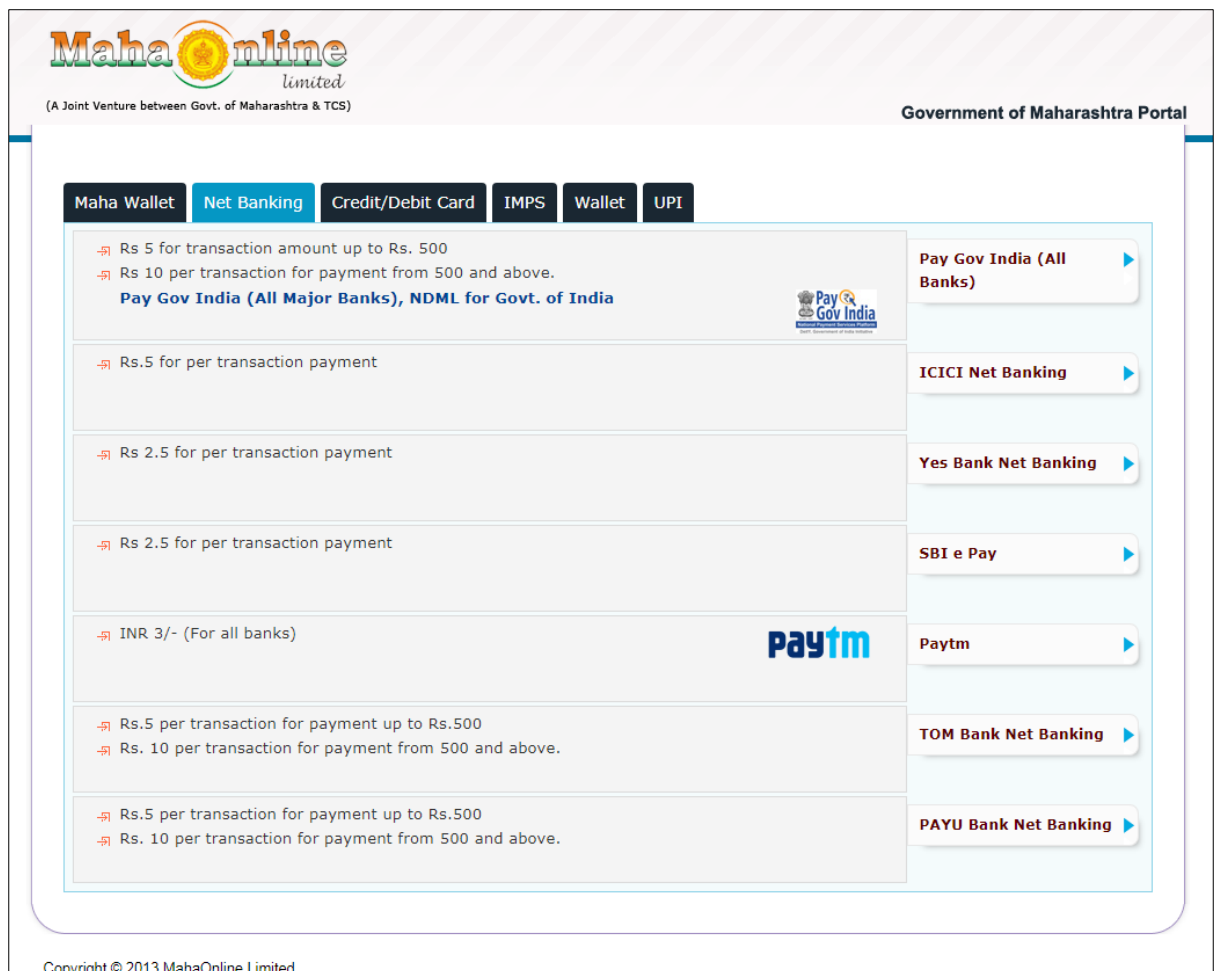 Maha Online
limited
(A Joint Venture between Govt. of Maharashtra & TCS)
Government of Maharashtra Portal
Maha Wallet Net Banking Credit/Debit Card IMPS Wallet UPI
Rs 5 for transaction amount up to Rs. 500
Rs 10 per transaction for payment from 500 and above.
Pay Gov India (All Major Banks), NDML for Govt. of India
Pay
Gov India
Pay Gov India (All
Banks)
Rs.5 for per transaction payment
ICICI Net Banking
Rs 2.5 for per transaction payment
Yes Bank Net Banking
Rs 2.5 for per transaction payment
SBI e Pay
INR 3/- (For all banks)
paytm
Paytm
Rs.5 per transaction for payment up to Rs.500
Rs. 10 per transaction for payment from 500 and above.
TOM Bank Net Banking
Rs.5 per transaction for payment up to Rs.500
Rs. 10 per transaction for payment from 500 and above.
PAYU Bank Net Banking
Copyright © 2013 MahaOnline Limited